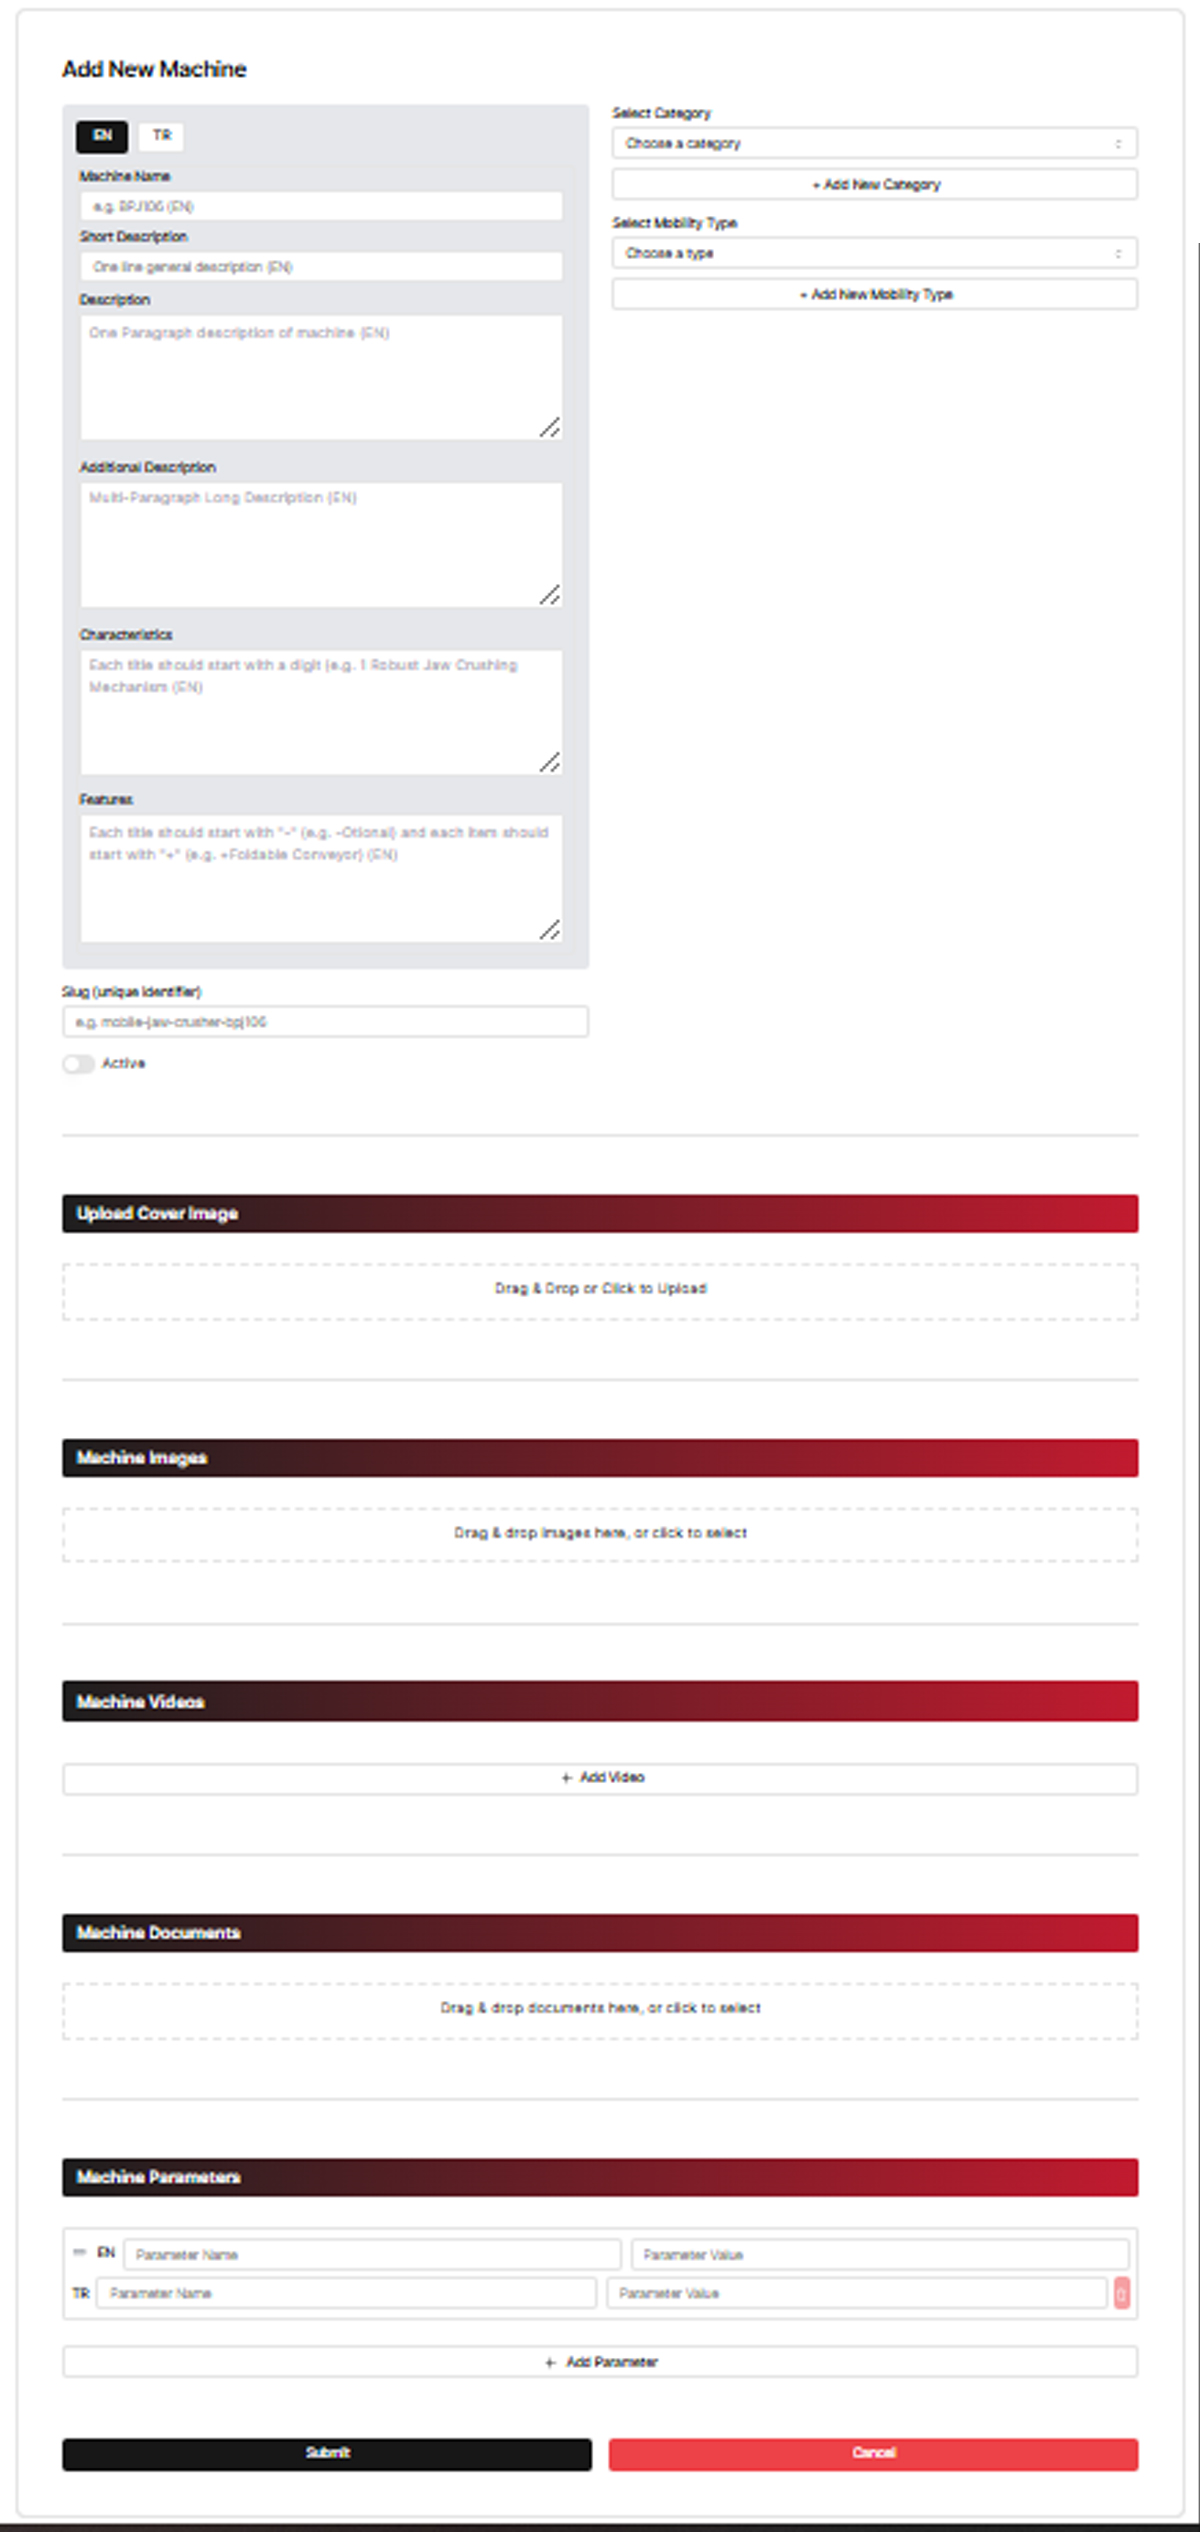 Add New Machine
EN TR
Machine Name
e.g. BPJ106 (EN)
Short Description
One line general description (EN)
Description
One Paragraph description of machine (EN)
Additional Description
Multi-Paragraph Long Description (EN)
Characteristics
Each title should start with a digit (e.g. 1 Robust Jaw Crushing
Mechanism (EN)
Features
Each title should start with "-" (e.g. -Otional) and each item should
start with "+" (e.g. +Foldable Conveyor) (EN)
Slug (unique identifier)
e.g. mobile-jaw-crusher-bpj106
Active
Select Category
Choose a category
+ Add New Category
Select Mobility Type
Choose a type
+ Add New Mobility Type
Upload Cover Image
Drag & Drop or Click to Upload
Machine Images
Drag & drop images here, or click to select
Machine Videos
+ Add Video
Machine Documents
Drag & drop documents here, or click to select
Machine Parameters
EN Parameter Name Parameter Value
TR Parameter Name Parameter Value
+ Add Parameter
Submit Cancel